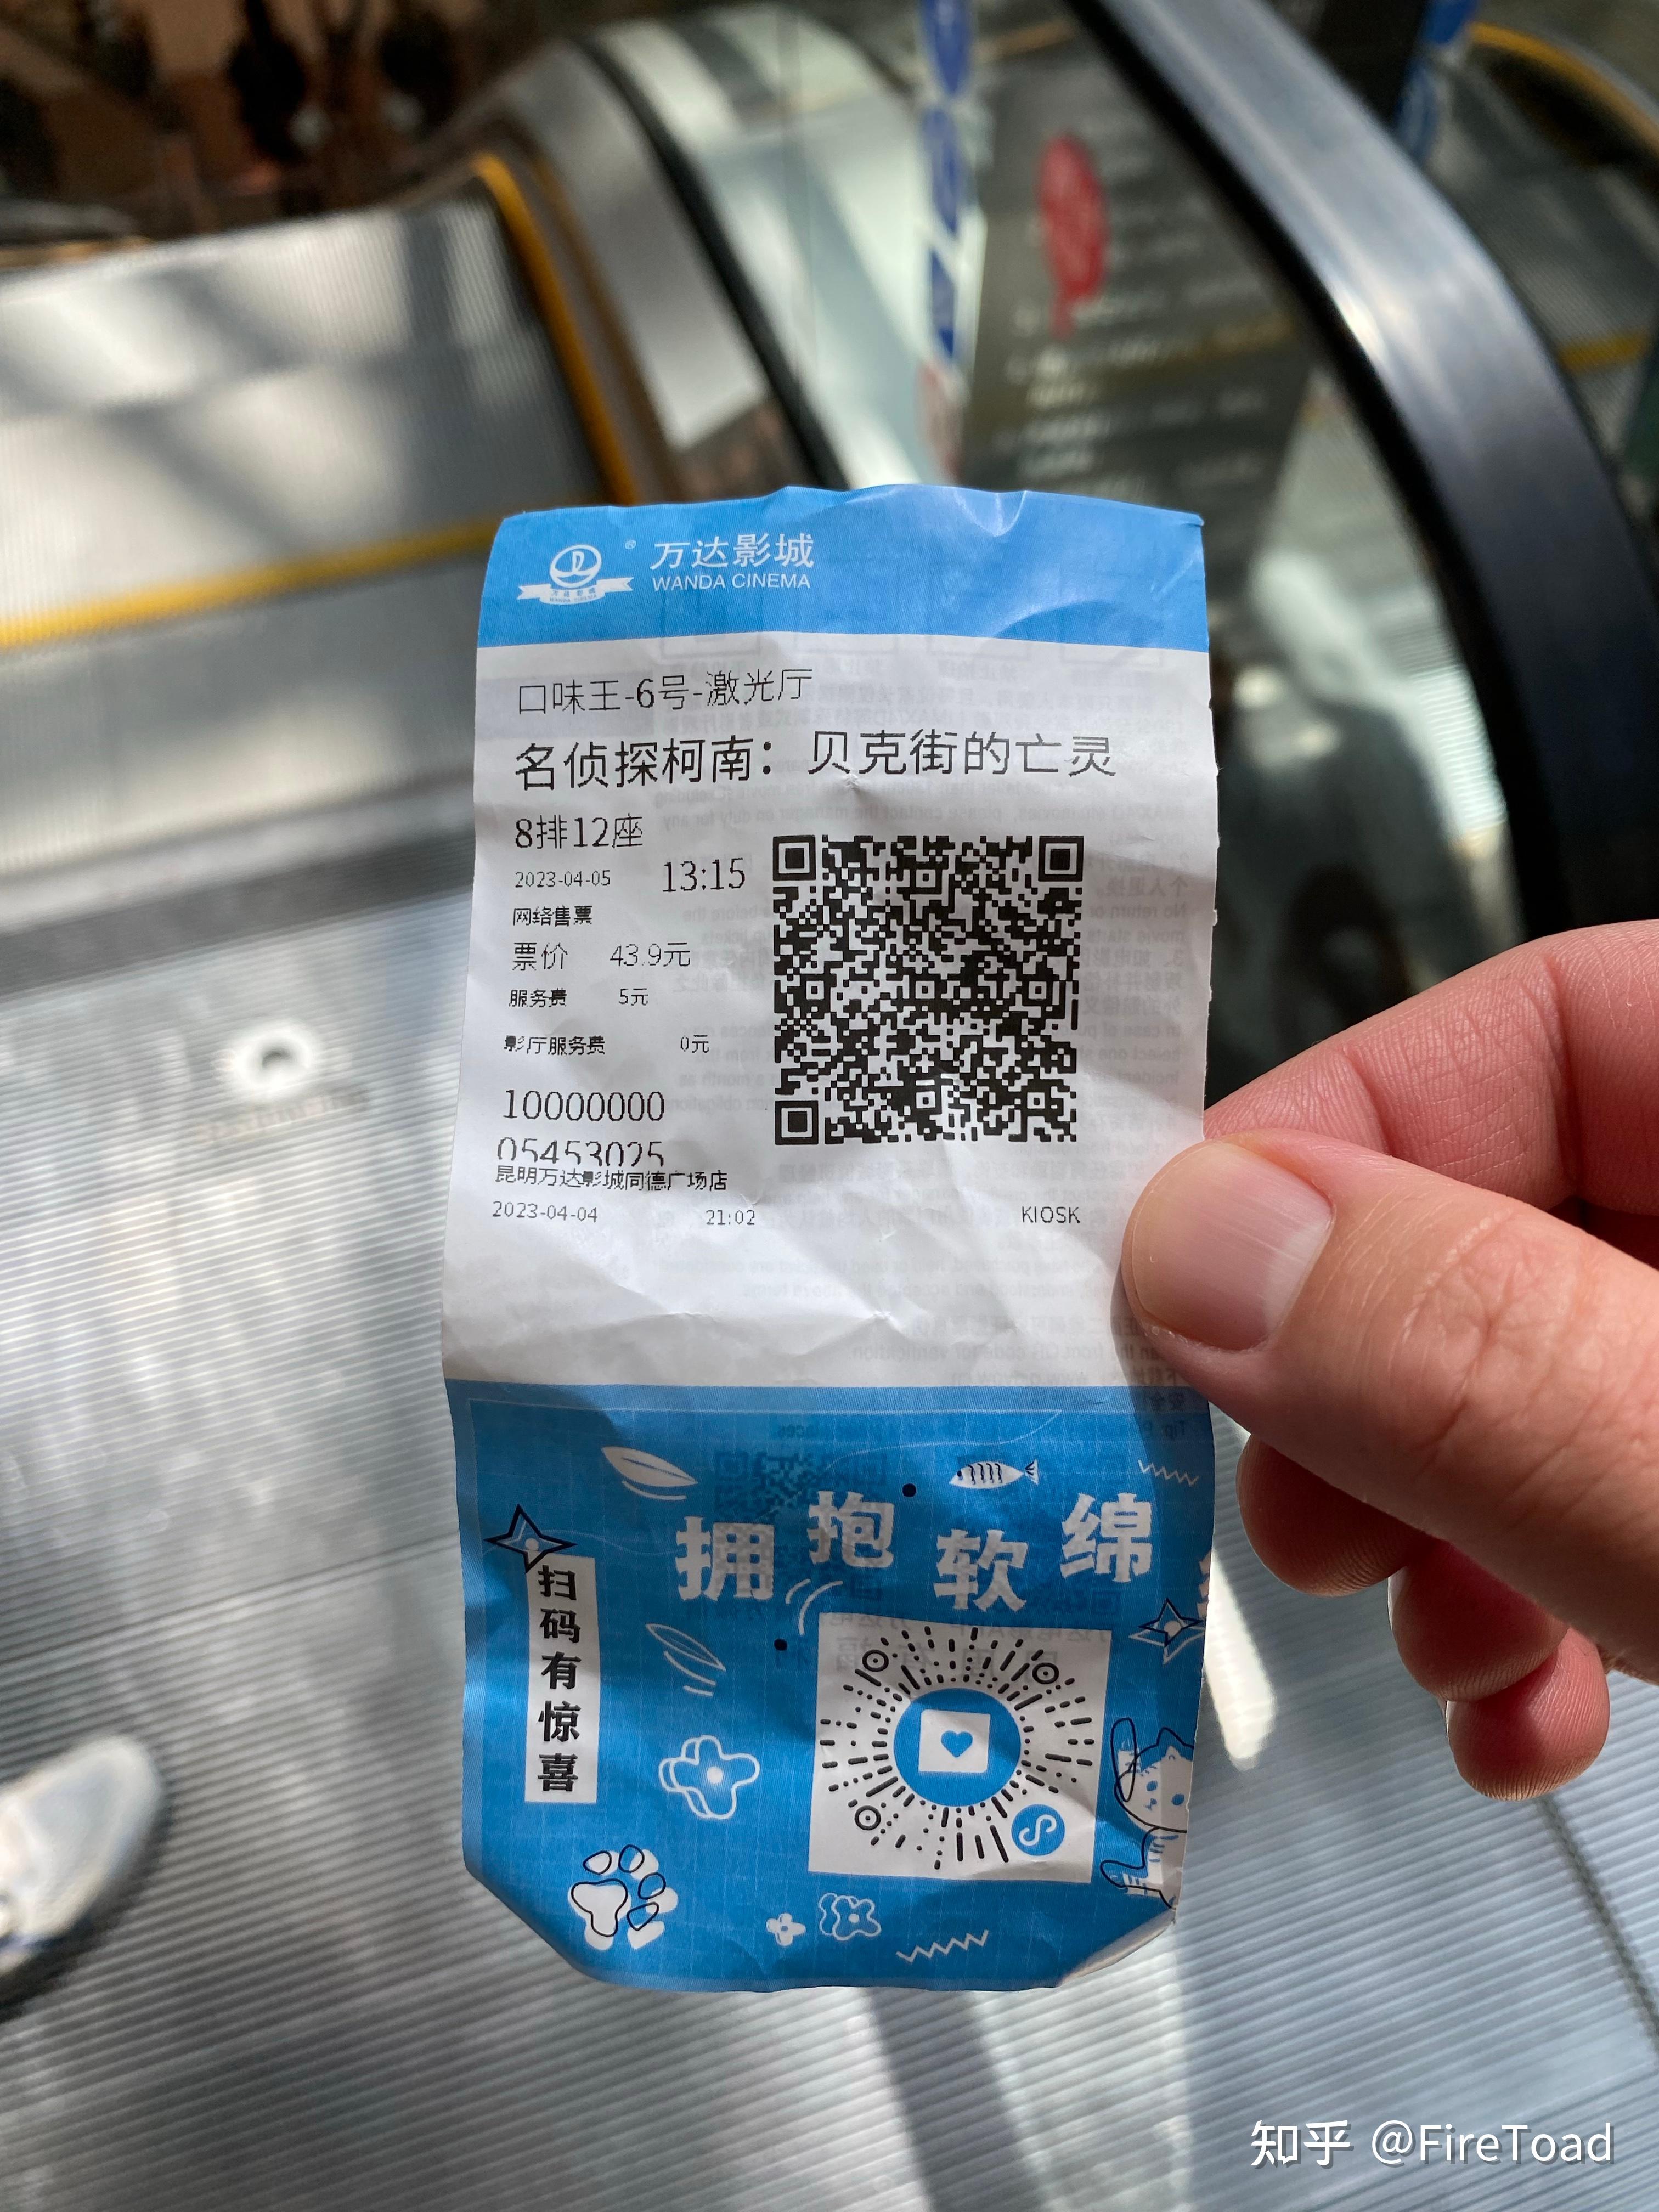 万达影城
WANDA CINEMA
口味王-6号-激光厅
名侦探柯南：贝克街的亡灵
8排12座
2023-04-05 13:15
网络售票
票价 43.9元
服务费 5元
影厅服务费 0元
10000000
05453025
昆明万达影城同德广场店
2023-04-04 21:02 KIOSK
拥抱软绵
扫码有惊喜
知乎 @FireToad